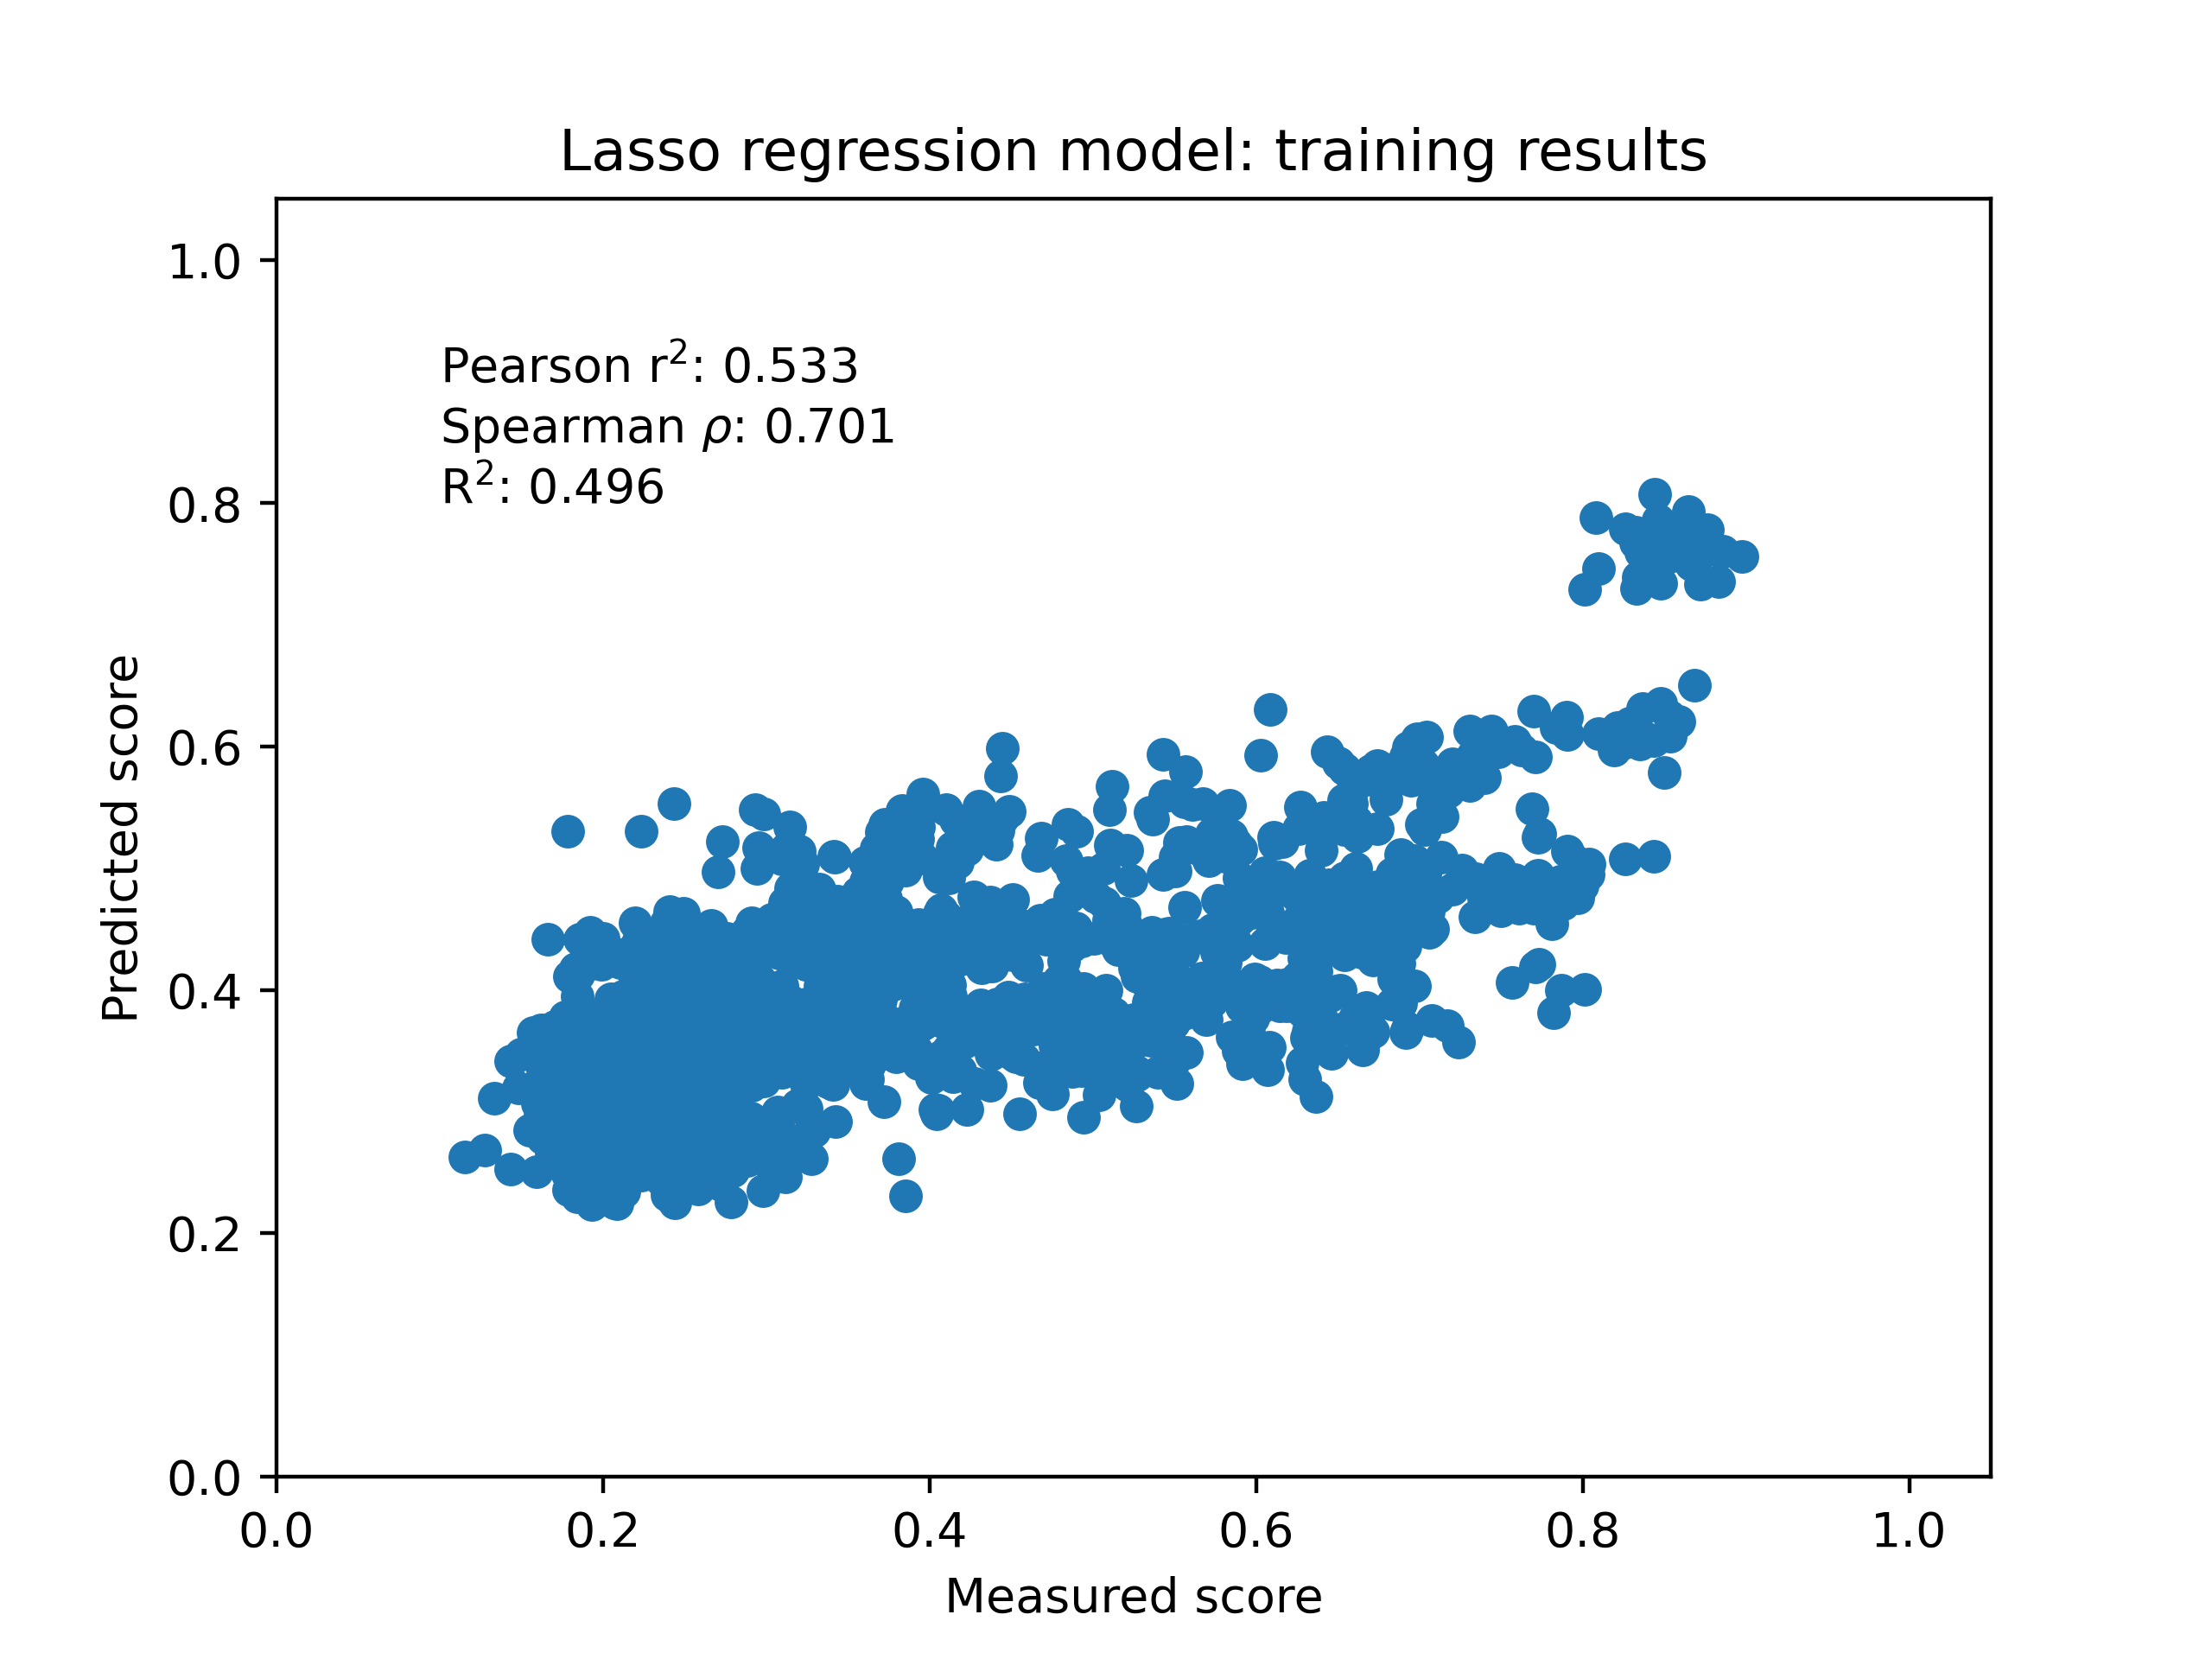 Lasso regression model: training results
1.0
Pearson r²: 0.533
Spearman ρ: 0.701
R²: 0.496
0.8
0.6
0.4
0.2
0.0
Predicted score
0.0 0.2 0.4 0.6 0.8 1.0
Measured score